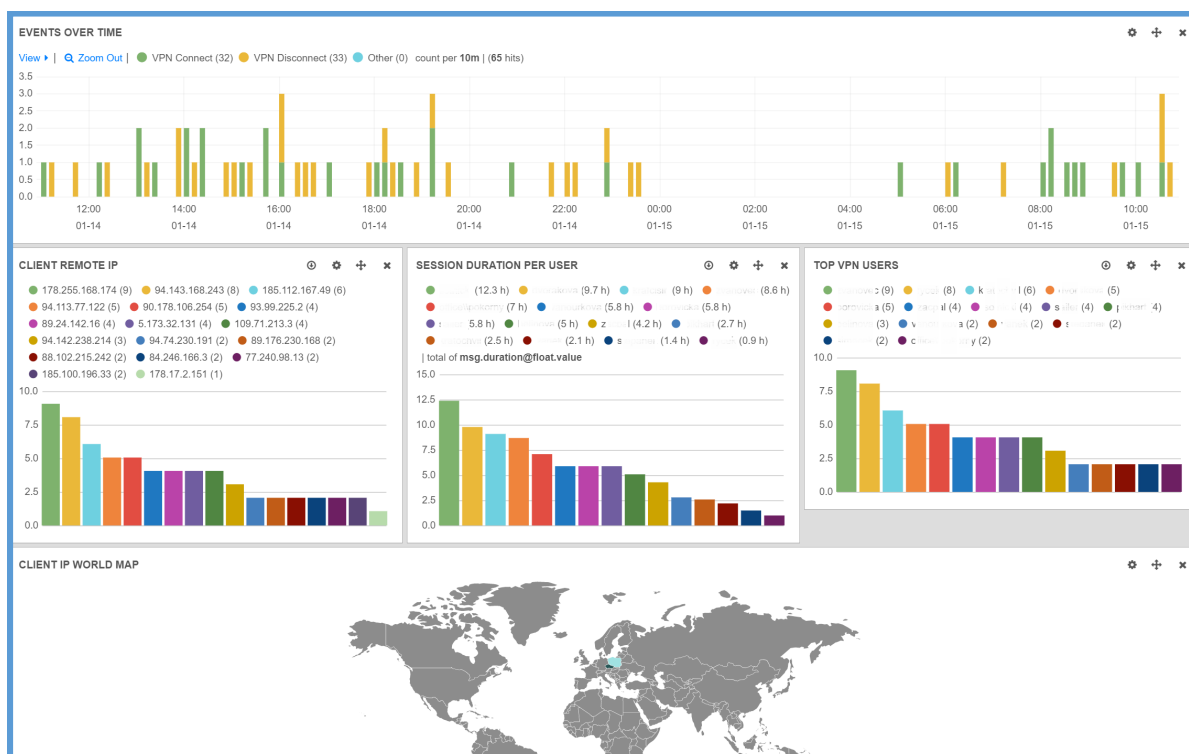 EVENTS OVER TIME
View | Zoom Out | VPN Connect (32) VPN Disconnect (33) Other (0) count per 10m | (65 hits)
3.5
3.0
2.5
2.0
1.5
1.0
0.5
0.0
12:00 14:00 16:00 18:00 20:00 22:00 00:00 02:00 04:00 06:00 08:00 10:00
01-14 01-14 01-14 01-14 01-14 01-14 01-15 01-15 01-15 01-15 01-15 01-15
CLIENT REMOTE IP
178.255.168.174 (9) 94.143.168.243 (8) 185.112.167.49 (6)
94.113.77.122 (5) 90.178.106.254 (5) 93.99.225.2 (4)
89.24.142.16 (4) 5.173.32.131 (4) 109.71.213.3 (4)
94.142.238.214 (3) 94.74.230.191 (2) 89.176.230.168 (2)
88.102.215.242 (2) 84.246.166.3 (2) 77.240.98.13 (2)
185.100.196.33 (2) 178.17.2.151 (1)
10.0
7.5
5.0
2.5
0.0
SESSION DURATION PER USER
(12.3 h) (9.7 h) (9 h) (8.6 h)
(7 h) (5.8 h) (5.8 h)
5.8 h) (5 h) (4.2 h) (2.7 h)
(2.5 h) (2.1 h) (1.4 h) (0.9 h)
| total of msg.duration@float.value
15.0
12.5
10.0
7.5
5.0
2.5
0.0
TOP VPN USERS
(9) (8) (6) (5)
(5) (4) (4) (4) 4)
(3) (2) (2) (2)
(2) (2)
10.0
7.5
5.0
2.5
0.0
CLIENT IP WORLD MAP